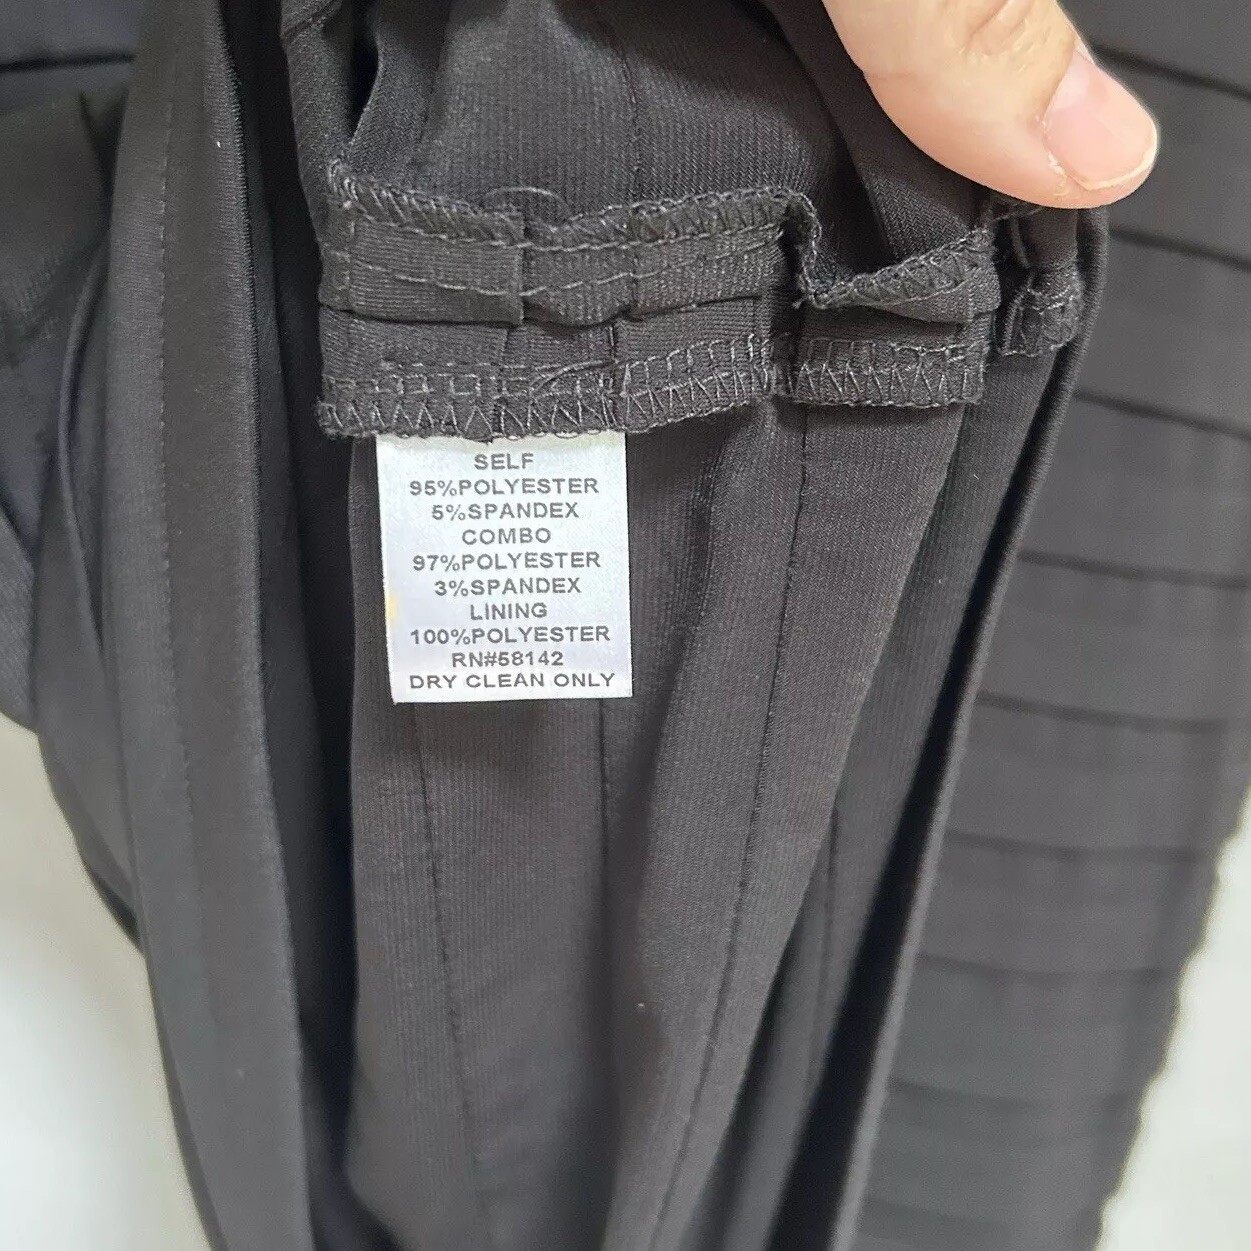 SELF
95%POLYESTER
5%SPANDEX
COMBO
97%POLYESTER
3%SPANDEX
LINING
100%POLYESTER
RN#58142
DRY CLEAN ONLY